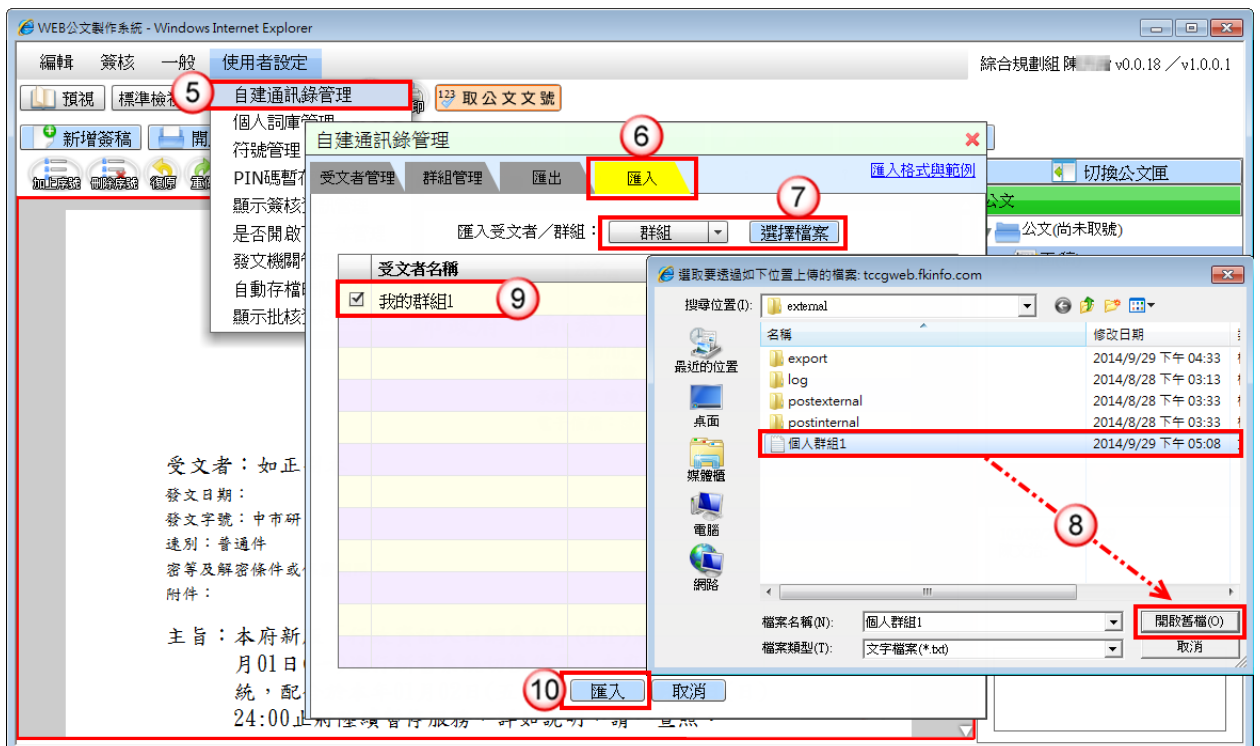 WEB公文製作系統 - Windows Internet Explorer
編輯 簽核 一般 使用者設定
綜合規劃組 陳 v0.0.18／v1.0.0.1
預視 標準檢 5 自建通訊錄管理 123 取公文文號
個人詞庫管理
新增簽稿
符號管理
PIN碼暫存
顯示簽核
是否開啟
發文機關
自動存檔
顯示批核
自建通訊錄管理 6
受文者管理 群組管理 匯出 匯入 匯入格式與範例
7
匯入受文者／群組： 群組 選擇檔案
受文者名稱
我的群組1 9
切換公文匣
公文
公文(尚未取號)
選取要透過如下位置上傳的檔案: tccgweb.fkinfo.com
搜尋位置(I): external
名稱 修改日期
export 2014/9/29 下午 04:33
log 2014/8/28 下午 03:13
postexternal 2014/8/28 下午 03:33
postinternal 2014/8/28 下午 03:33
個人群組1 2014/9/29 下午 05:08
最近的位置
桌面
媒體櫃
電腦
網路
8
檔案名稱(N): 個人群組1 開啟舊檔(O)
檔案類型(T): 文字檔案(*.txt) 取消
受文者：如正
發文日期：
發文字號：中市研
速別：普通件
密等及解密條件或
附件：
主旨：本府新
月01日
統，配
24:00
10 匯入 取消